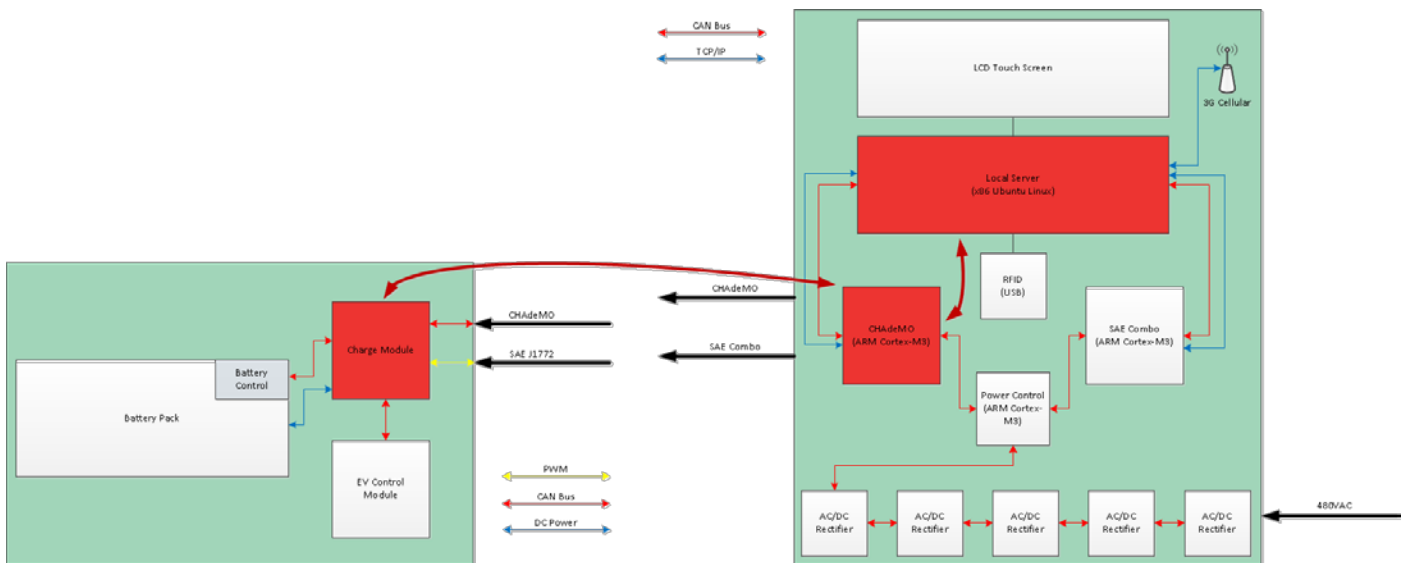 CAN Bus
TCP/IP
LCD Touch Screen
3G Cellular
Local Server
(x86 Ubuntu Linux)
RFID
(USB)
CHAdeMO
(ARM Cortex-M3)
SAE Combo
(ARM Cortex-M3)
Power Control
(ARM Cortex-
M3)
AC/DC
Rectifier
AC/DC
Rectifier
AC/DC
Rectifier
AC/DC
Rectifier
AC/DC
Rectifier
480VAC
CHAdeMO
SAE Combo
CHAdeMO
SAE J1772
Charge Module
Battery
Control
Battery Pack
EV Control
Module
PWM
CAN Bus
DC Power